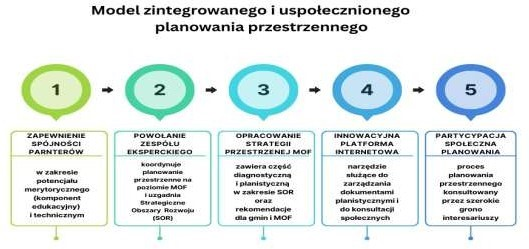 Model zintegrowanego i uspołecznionego
planowania przestrzennego
1
2
3
4
5
ZAPEWNIENIE
SPÓJNOŚCI
PARNTERÓW
w zakresie
potencjału
merytorycznego
(komponent
edukacyjny)
i technicznym
POWOŁANIE
ZESPOŁU
EKSPERCKIEGO
koordynuje
planowanie
przestrzenne na
poziomie MOF
i uzgadnia
Strategiczne
Obszary Rozwoju
(SOR)
OPRACOWANIE
STRATEGII
PRZESTRZENEJ MOF
zawiera część
diagnostyczną
i planistyczną
w zakresie SOR
oraz
rekomendacje
dla gmin i MOF
INNOWACYJNA
PLATFORMA
INTERNETOWA
narzędzie
służące do
zarządzania
dokumentami
planistycznymi i
do konsultacji
społecznych
PARTYCYPACJA
SPOŁECZNA
PLANOWANIA
proces
planowania
przestrzennego
konsultowany
przez szerokie
grono
interesariuszy